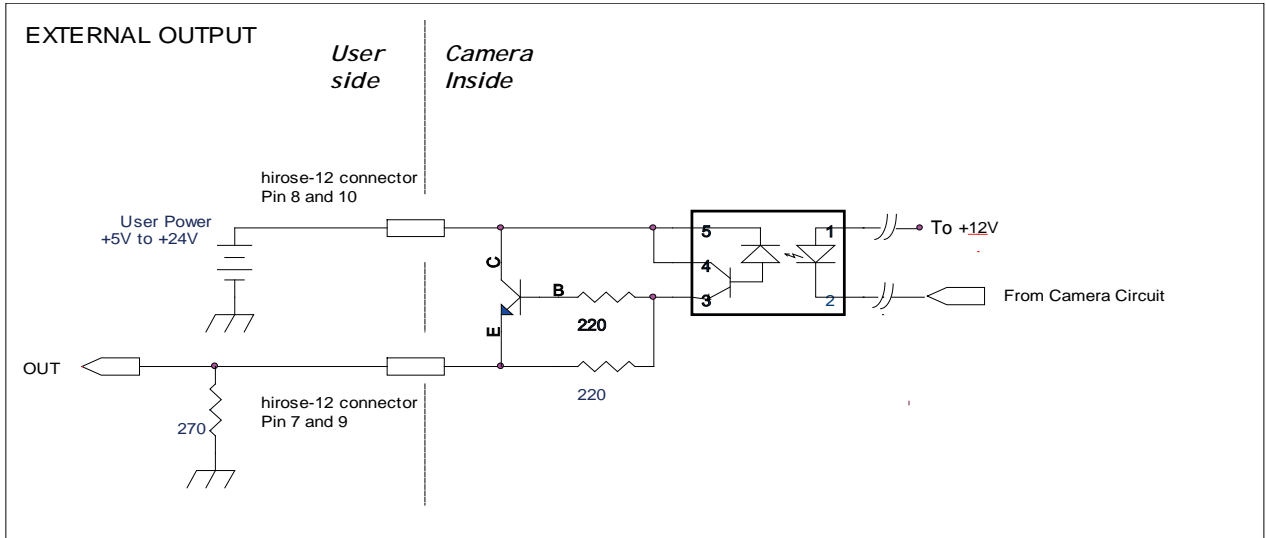 EXTERNAL OUTPUT
User side
Camera Inside
hirose-12 connector
Pin 8 and 10
User Power
+5V to +24V
5
1
To +12V
C
4
B
3
2
From Camera Circuit
220
E
OUT
220
hirose-12 connector
Pin 7 and 9
270